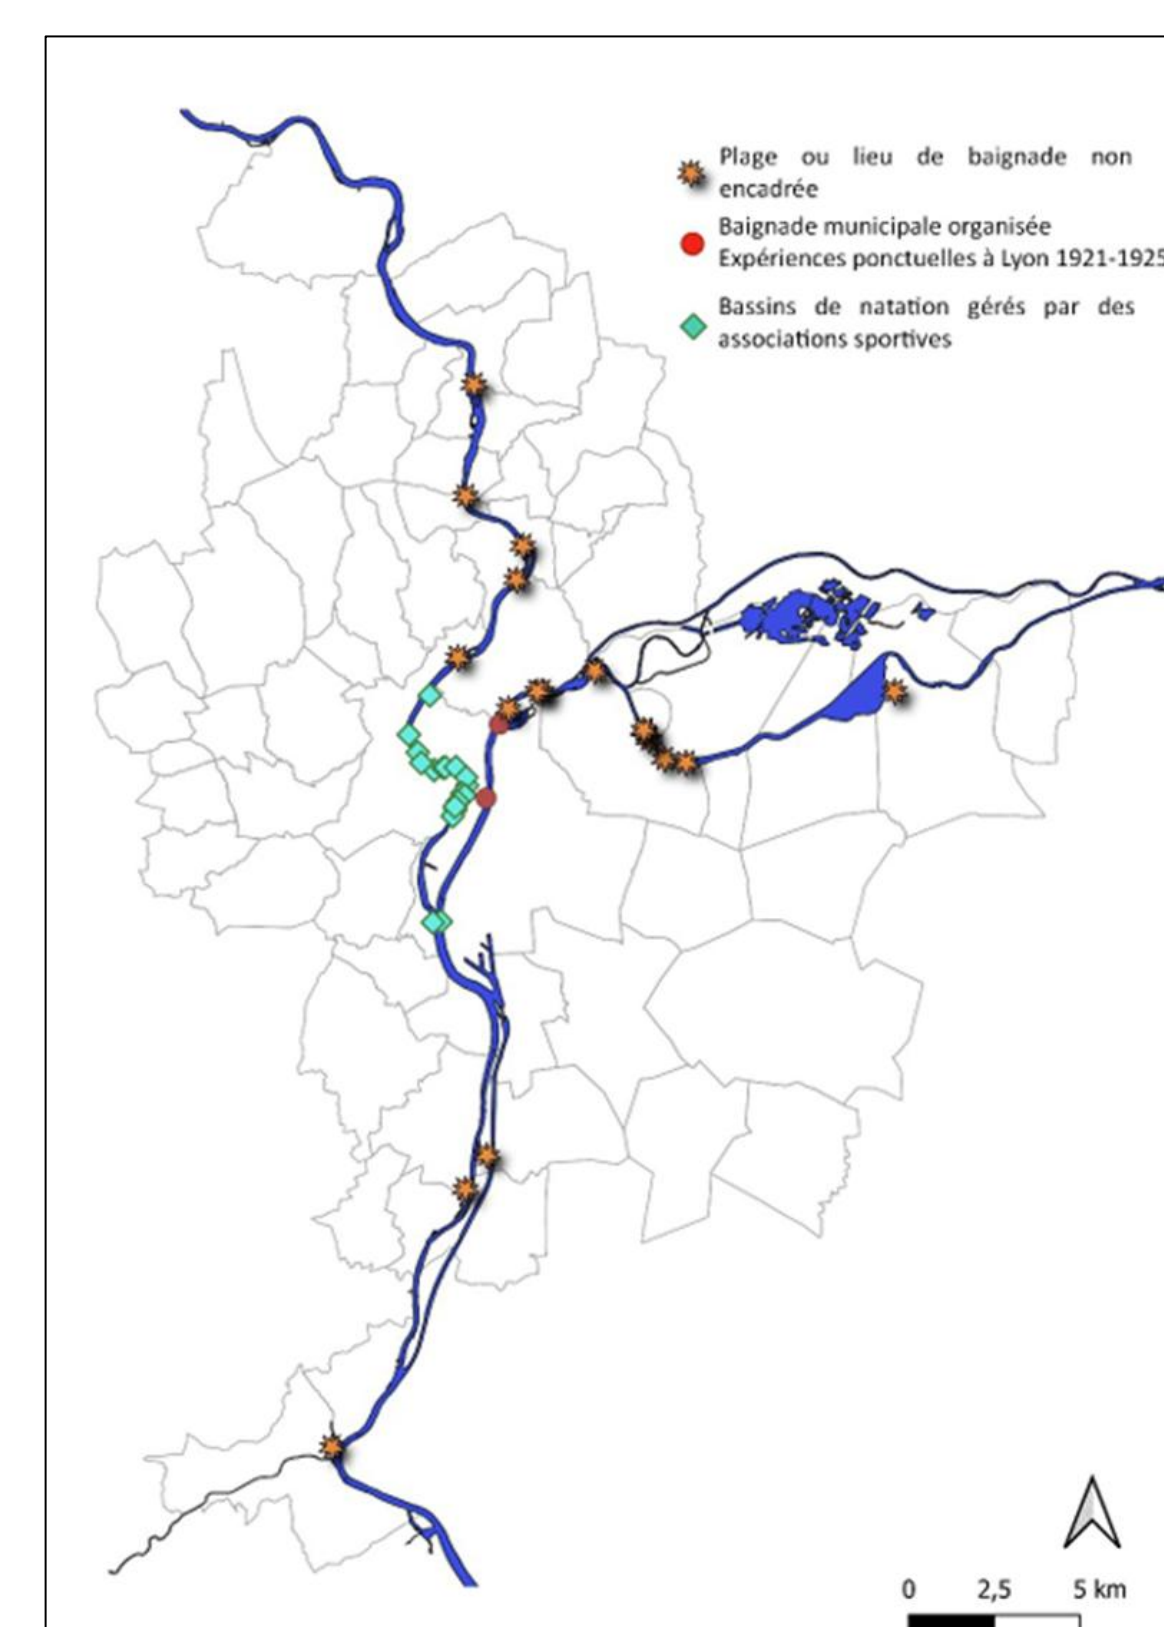 Plage ou lieu de baignade non
encadrée
Baignade municipale organisée
Expériences ponctuelles à Lyon 1921-1925
Bassins de natation gérés par des
associations sportives
0 2,5 5 km